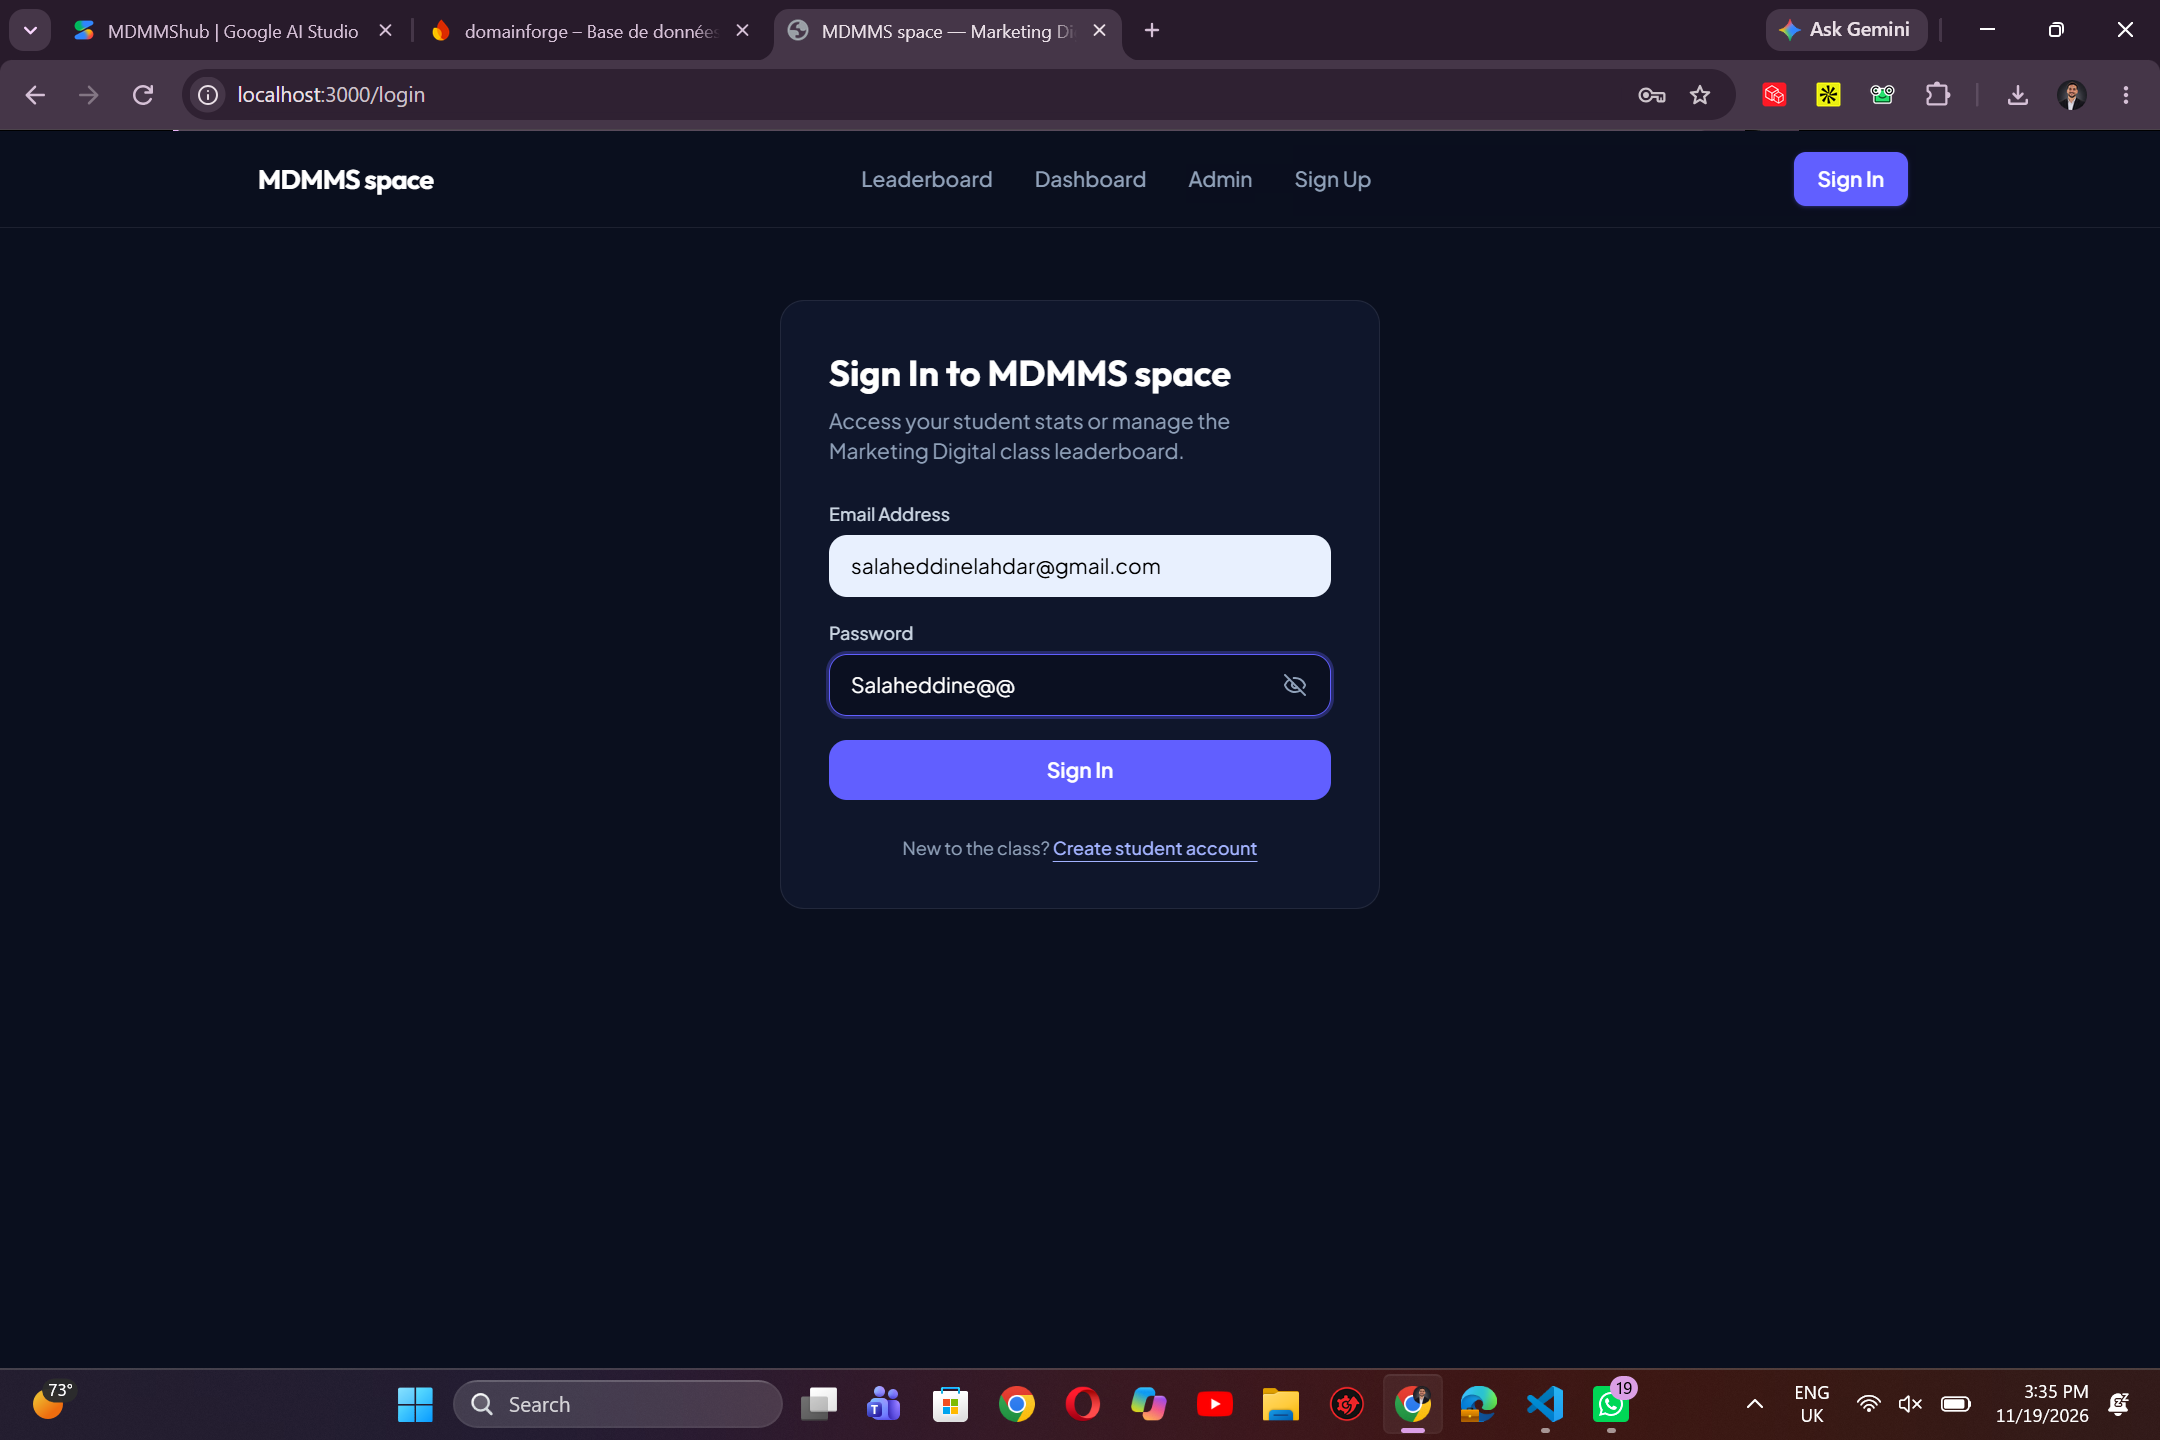 MDMMShub | Google AI Studio
domainforge – Base de données
MDMMS space — Marketing Di
Ask Gemini
localhost:3000/login
MDMMS space
Leaderboard
Dashboard
Admin
Sign Up
Sign In
Sign In to MDMMS space
Access your student stats or manage the
Marketing Digital class leaderboard.
Email Address
salaheddinelahdar@gmail.com
Password
Salaheddine@@
Sign In
New to the class? Create student account
73°
Search
T
19
ENG
UK
3:35 PM
11/19/2026